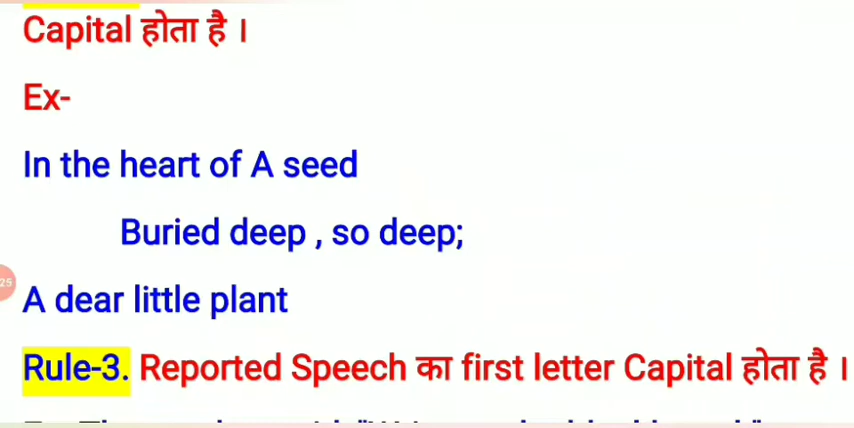 Capital होता है ।
Ex-
In the heart of A seed
Buried deep , so deep;
25
A dear little plant
Rule-3. Reported Speech का first letter Capital होता है ।